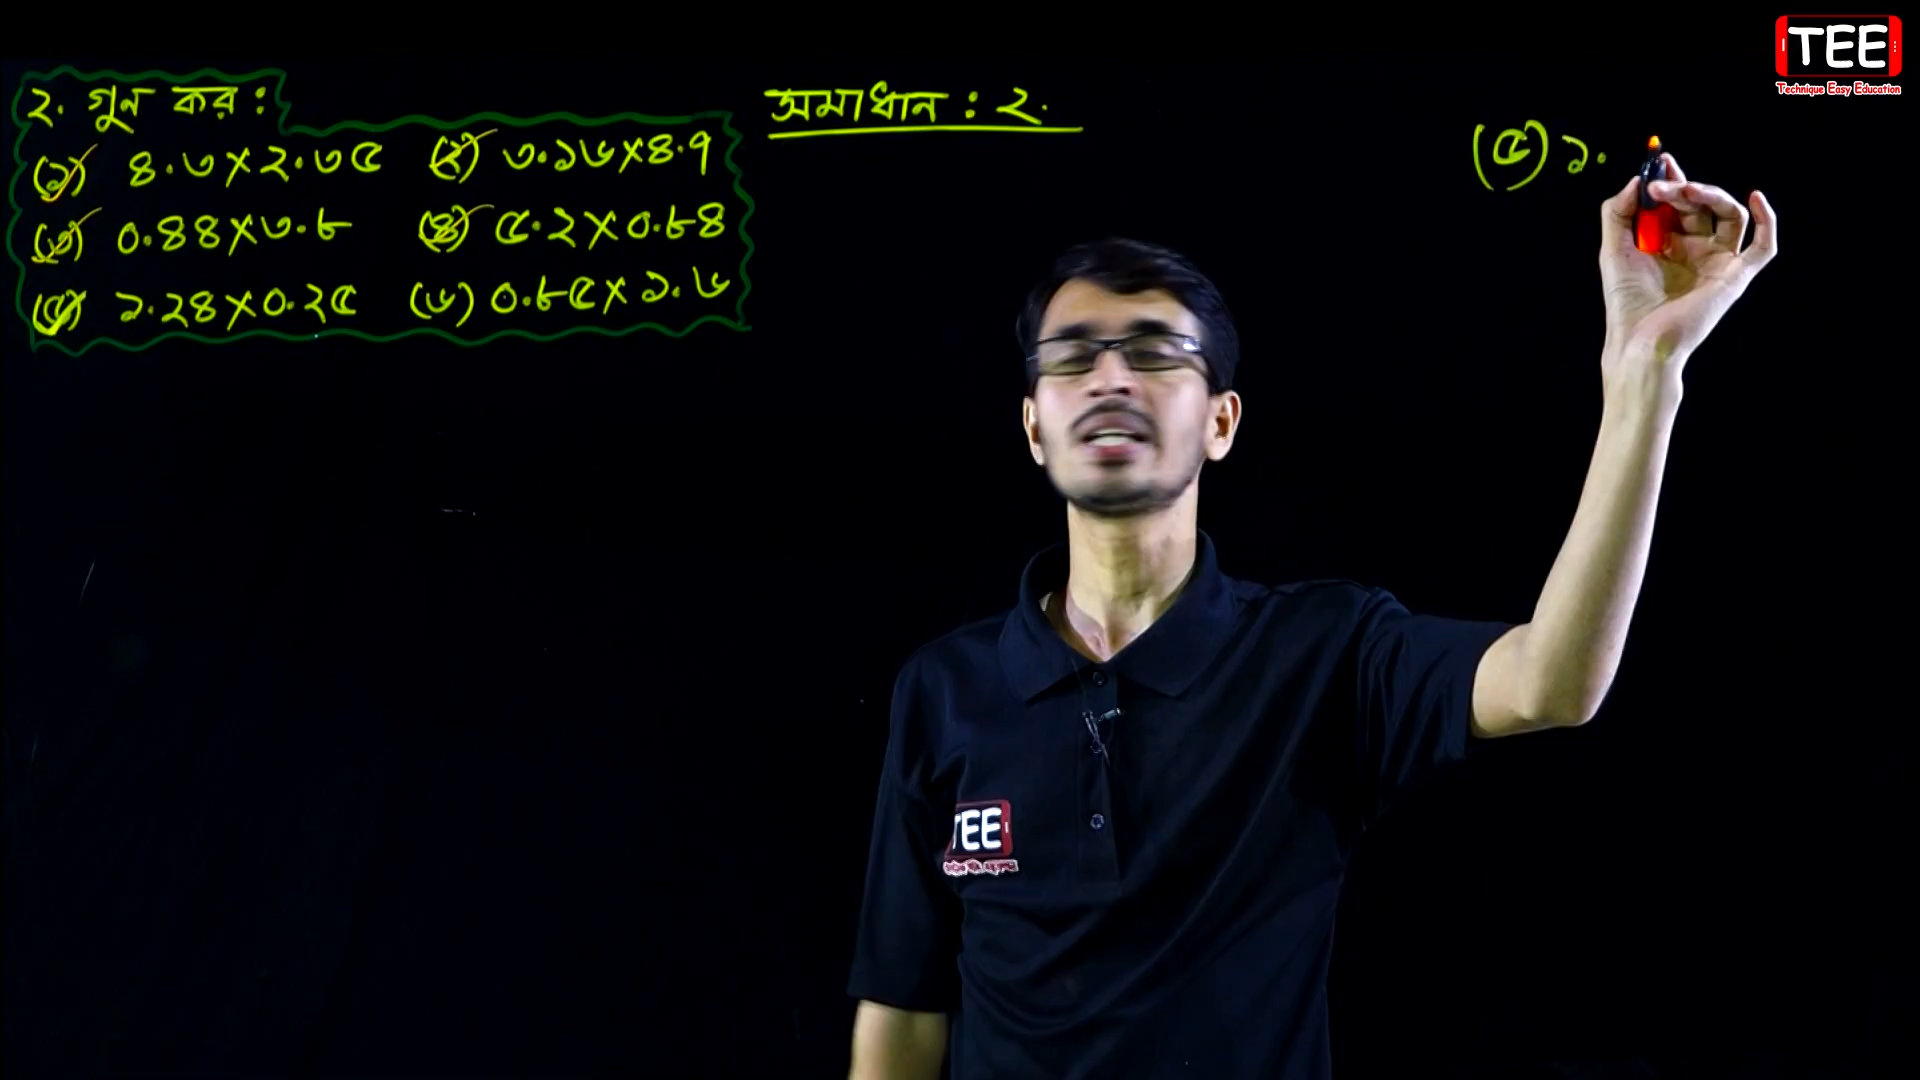 ২. গুন কর :
(১) ৪.৩×২.৩৫ (২) ৩.১৬×৪.৭
(৩) ০.৪৪×৩.৮ (৪) ৫.২×০.৮৪
(৫) ১.২৪×০.২৫ (৬) ০.৮৫×১.৬
সমাধান : ২.
(৫) ১.
TEE
Technique Easy Education
TEE